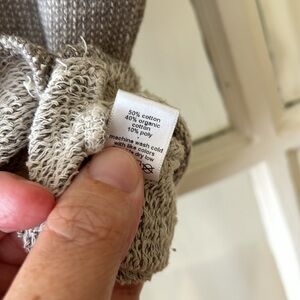 50% cotton
40% organic
cotton
10% poly
machine wash cold
with like colors
dry low